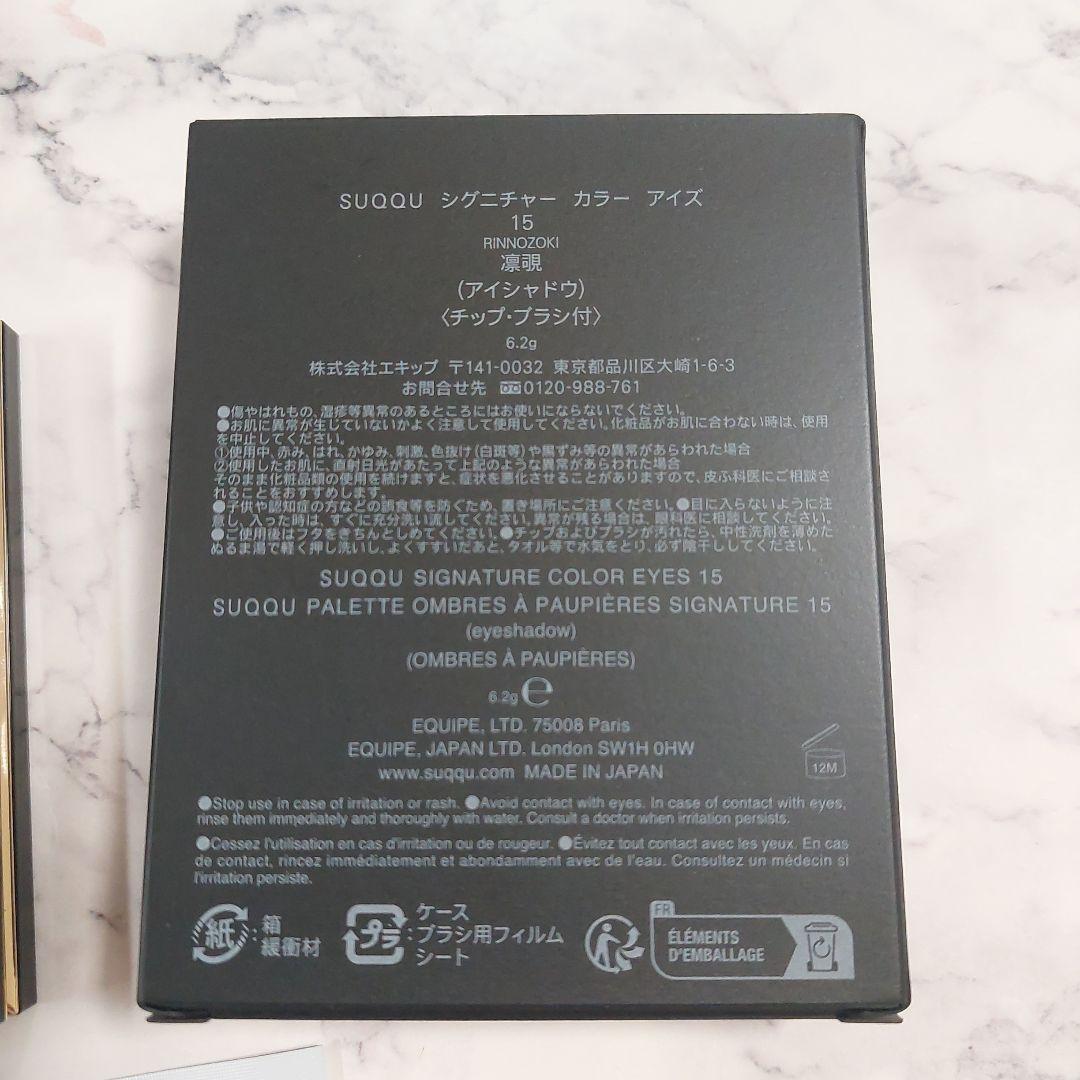 SUQQU シグニチャー カラー アイズ
15
RINNOZOKI
凛覗
(アイシャドウ)
〈チップ・ブラシ付〉
6.2g
株式会社エキップ 〒141-0032 東京都品川区大崎1-6-3
お問合せ先 0120-988-761
●傷やはれもの、湿疹等異常のあるところにはお使いにならないでください。
●お肌に異常が生じていないかよく注意して使用してください。化粧品がお肌に合わない時は、使用
を中止してください。
①使用中、赤み、はれ、かゆみ、刺激、色抜け(白斑等)や黒ずみ等の異常があらわれた場合
②使用したお肌に、直射日光があたって上記のような異常があらわれた場合
そのまま化粧品類の使用を続けますと、症状を悪化させることがありますので、皮ふ科医にご相談さ
れることをおすすめします。
●子供や認知症の方などの誤食等を防ぐため、置き場所にご注意ください。●目に入らないように注
意し、入った時は、すぐに充分洗い流してください。異常が残る場合は、眼科医に相談してください。
●ご使用後はフタをきちんとしめてください。●チップおよびブラシが汚れたら、中性洗剤を薄めた
ぬるま湯で軽く押し洗いし、よくすすいだあと、タオル等で水気をとり、必ず陰干ししてください。
SUQQU SIGNATURE COLOR EYES 15
SUQQU PALETTE OMBRES À PAUPIÈRES SIGNATURE 15
(eyeshadow)
(OMBRES À PAUPIÈRES)
6.2g ℮
EQUIPE, LTD. 75008 Paris
EQUIPE, JAPAN LTD. London SW1H 0HW
www.suqqu.com MADE IN JAPAN
12M
●Stop use in case of irritation or rash. ●Avoid contact with eyes. In case of contact with eyes,
rinse them immediately and thoroughly with water. Consult a doctor when irritation persists.
●Cessez l'utilisation en cas d'irritation ou de rougeur. ●Évitez tout contact avec les yeux. En cas
de contact, rincez immédiatement et abondamment avec de l'eau. Consultez un médecin si
l'irritation persiste.
紙:箱
緩衝材
プラ:ケース
ブラシ用フィルム
シート
FR
ÉLÉMENTS
D'EMBALLAGE